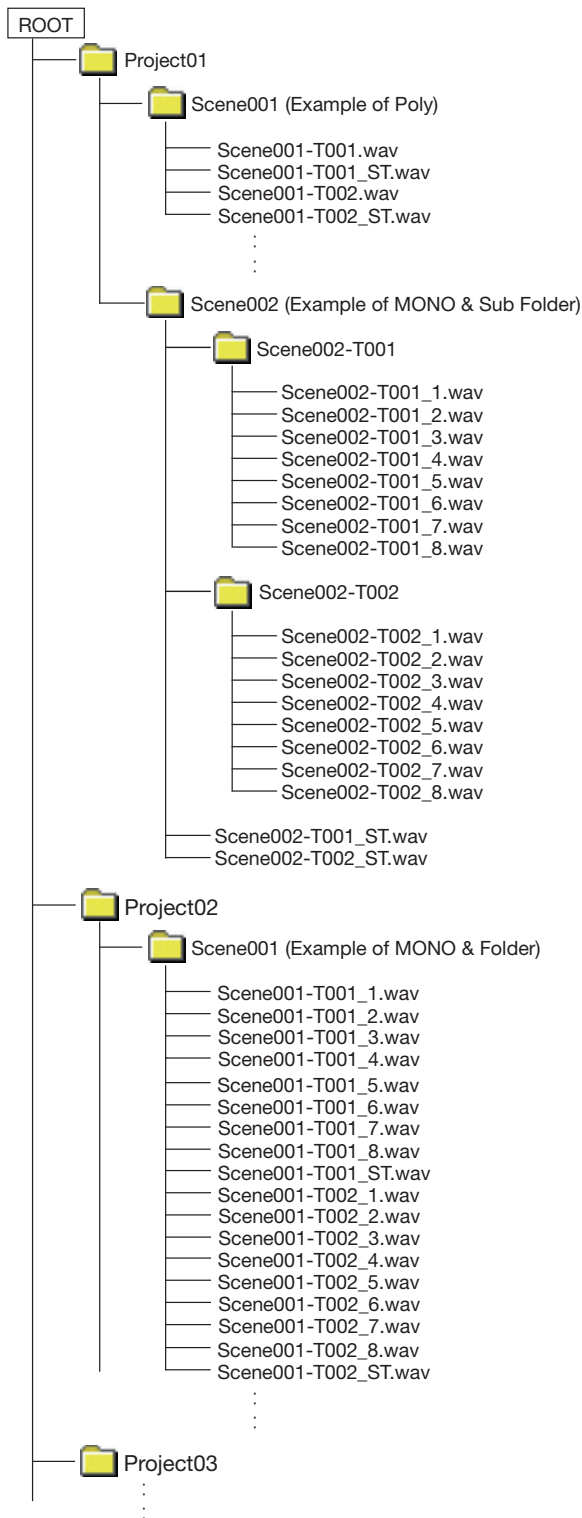 ROOT
Project01
Scene001 (Example of Poly)
Scene001-T001.wav
Scene001-T001_ST.wav
Scene001-T002.wav
Scene001-T002_ST.wav
Scene002 (Example of MONO & Sub Folder)
Scene002-T001
Scene002-T001_1.wav
Scene002-T001_2.wav
Scene002-T001_3.wav
Scene002-T001_4.wav
Scene002-T001_5.wav
Scene002-T001_6.wav
Scene002-T001_7.wav
Scene002-T001_8.wav
Scene002-T002
Scene002-T002_1.wav
Scene002-T002_2.wav
Scene002-T002_3.wav
Scene002-T002_4.wav
Scene002-T002_5.wav
Scene002-T002_6.wav
Scene002-T002_7.wav
Scene002-T002_8.wav
Scene002-T001_ST.wav
Scene002-T002_ST.wav
Project02
Scene001 (Example of MONO & Folder)
Scene001-T001_1.wav
Scene001-T001_2.wav
Scene001-T001_3.wav
Scene001-T001_4.wav
Scene001-T001_5.wav
Scene001-T001_6.wav
Scene001-T001_7.wav
Scene001-T001_8.wav
Scene001-T001_ST.wav
Scene001-T002_1.wav
Scene001-T002_2.wav
Scene001-T002_3.wav
Scene001-T002_4.wav
Scene001-T002_5.wav
Scene001-T002_6.wav
Scene001-T002_7.wav
Scene001-T002_8.wav
Scene001-T002_ST.wav
Project03